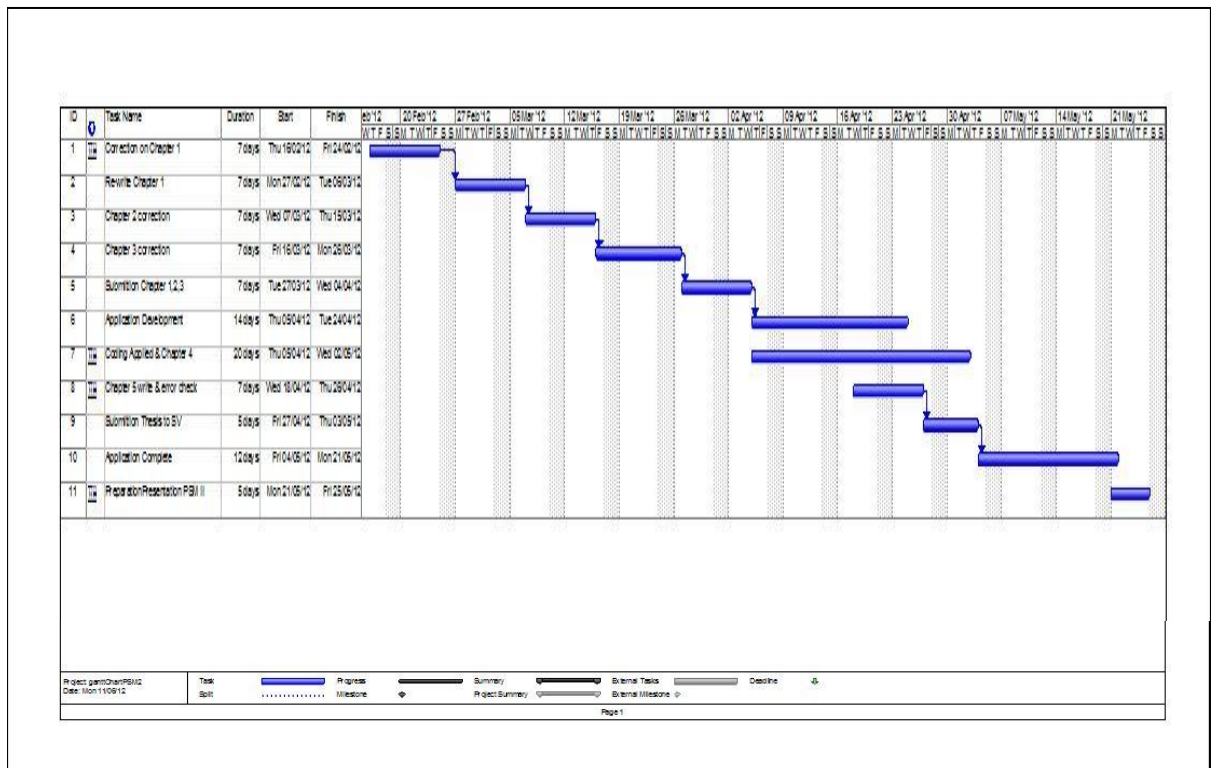 ID Task Name Duration Start Finish eb'12 20 Feb'12 27 Feb'12 05 Mar'12 12 Mar'12 19 Mar'12 26 Mar'12 02 Apr'12 09 Apr'12 16 Apr'12 23 Apr'12 30 Apr'12 07 May'12 14 May'12 21 May'12
1 Correction on Chapter 1 7 days Thu 16/02/12 Fri 24/02/12
2 Re-write Chapter 1 7 days Mon 27/02/12 Tue 06/03/12
3 Chapter 2 correction 7 days Wed 07/03/12 Thu 15/03/12
4 Chapter 3 correction 7 days Fri 16/03/12 Mon 26/03/12
5 Submittion Chapter 1,2,3 7 days Tue 27/03/12 Wed 04/04/12
6 Application Development 14 days Thu 05/04/12 Tue 24/04/12
7 Coding Applied & Chapter 4 20 days Thu 05/04/12 Wed 02/05/12
8 Chapter 5 write & error check 7 days Wed 18/04/12 Thu 26/04/12
9 Submittion Thesis to SV 5 days Fri 27/04/12 Thu 03/05/12
10 Application Complete 12 days Fri 04/05/12 Mon 21/05/12
11 Preparation Presentation PSM II 5 days Mon 21/05/12 Fri 25/05/12
Project: ganttChartPSM2
Date: Mon 11/06/12
Task Progress Summary External Tasks Deadline
Split Milestone Project Summary External Milestone
Page 1